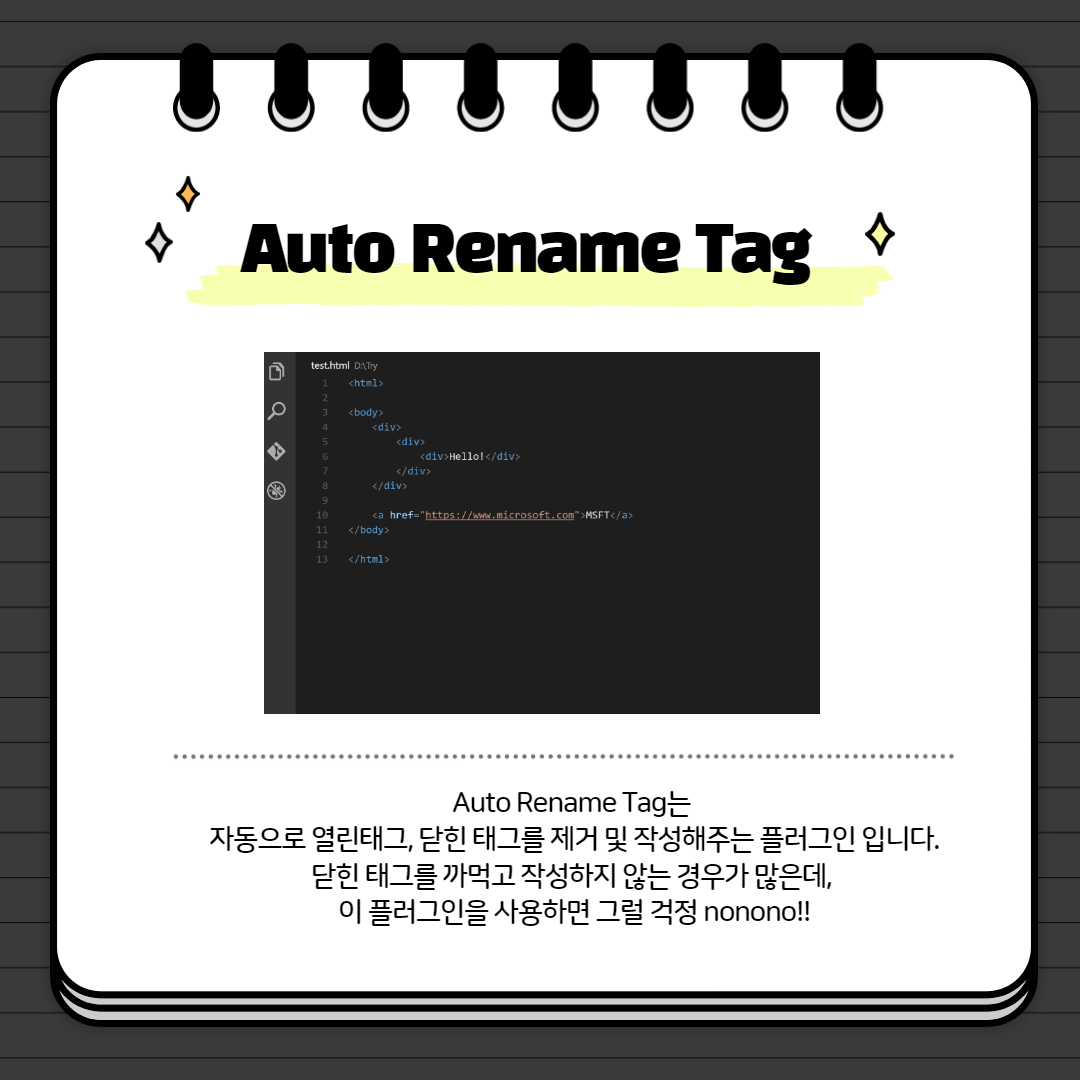 Auto Rename Tag
test.html D:\Try
1 <html>
2
3 <body>
4 <div>
5 <div>
6 <div>Hello!</div>
7 </div>
8 </div>
9
10 <a href="https://www.microsoft.com">MSFT</a>
11 </body>
12
13 </html>
Auto Rename Tag는
자동으로 열린태그, 닫힌 태그를 제거 및 작성해주는 플러그인 입니다.
닫힌 태그를 까먹고 작성하지 않는 경우가 많은데,
이 플러그인을 사용하면 그럴 걱정 nonono!!